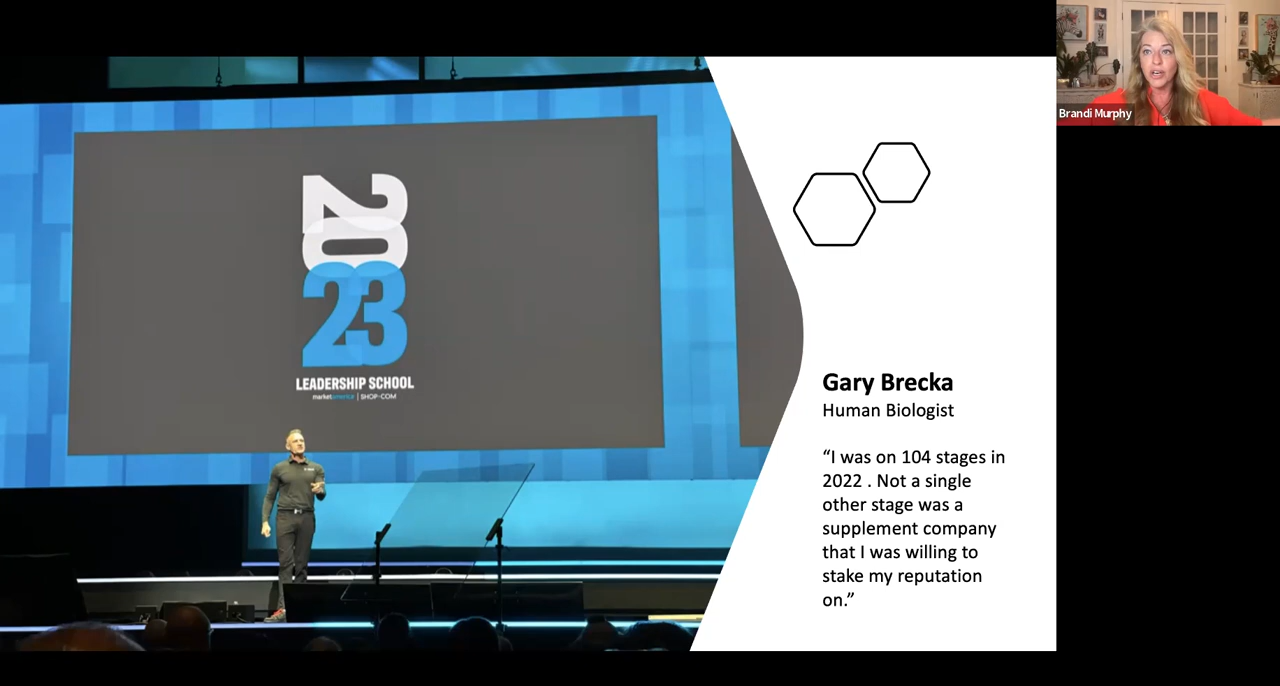 2023
LEADERSHIP SCHOOL
marketamerica | SHOP•COM
Gary Brecka
Human Biologist
“I was on 104 stages in
2022 . Not a single
other stage was a
supplement company
that I was willing to
stake my reputation
on.”
Brandi Murphy